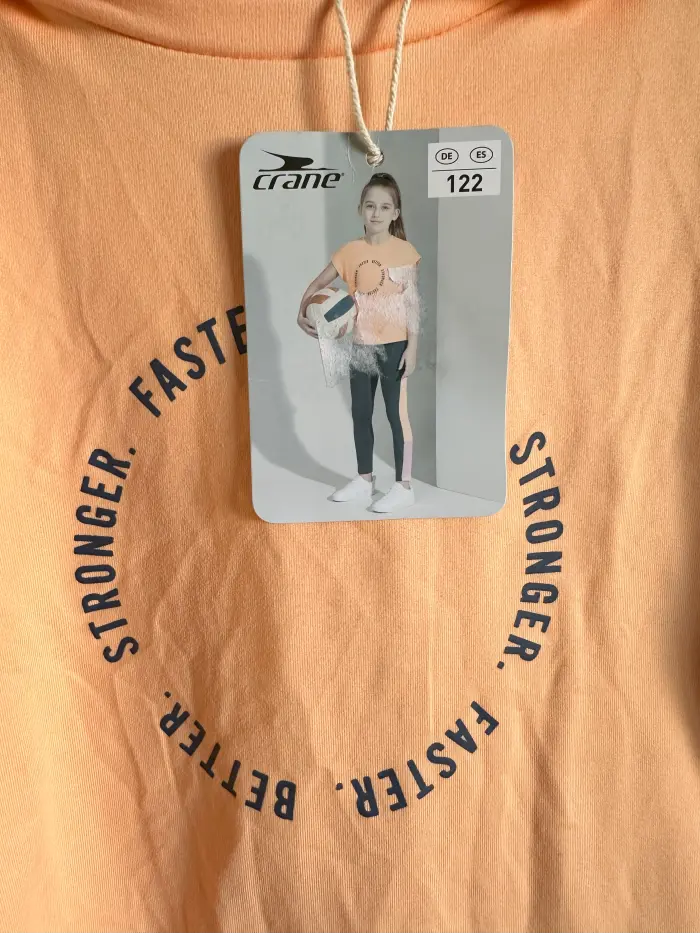 crane
DE ES
122
FASTE
STRONGER.
FASTER.
BETTER.
STRONGER.